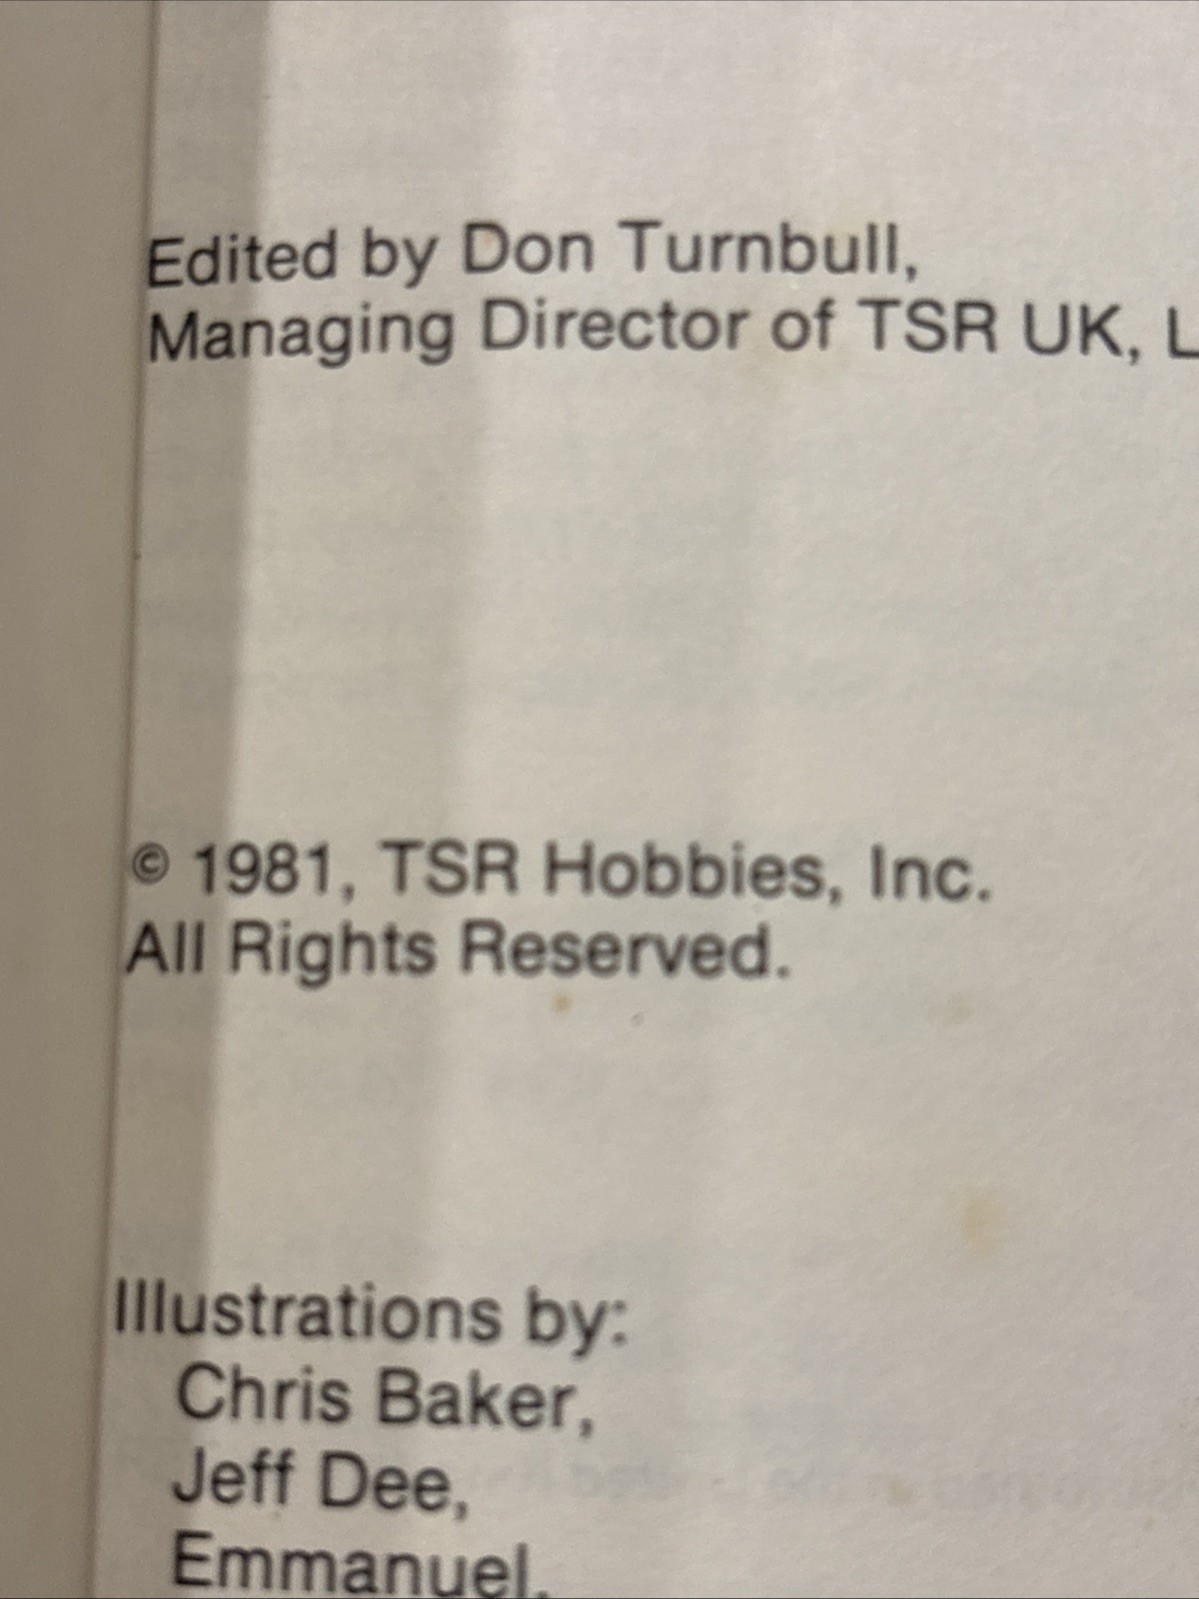 Edited by Don Turnbull,
Managing Director of TSR UK, L
© 1981, TSR Hobbies, Inc.
All Rights Reserved.
Illustrations by:
Chris Baker,
Jeff Dee,
Emmanuel,